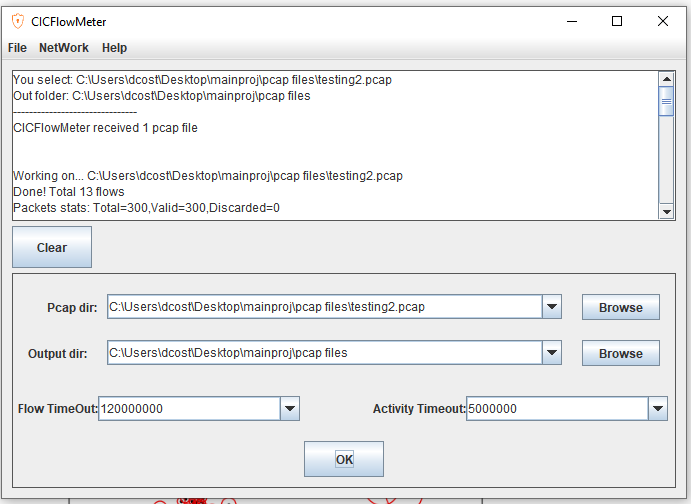 CICFlowMeter
File NetWork Help
You select: C:\Users\dcost\Desktop\mainproj\pcap files\testing2.pcap
Out folder: C:\Users\dcost\Desktop\mainproj\pcap files
-------------------------------
CICFlowMeter received 1 pcap file
Working on... C:\Users\dcost\Desktop\mainproj\pcap files\testing2.pcap
Done! Total 13 flows
Packets stats: Total=300,Valid=300,Discarded=0
Clear
Pcap dir: C:\Users\dcost\Desktop\mainproj\pcap files\testing2.pcap Browse
Output dir: C:\Users\dcost\Desktop\mainproj\pcap files Browse
Flow TimeOut: 120000000 Activity Timeout: 5000000
OK